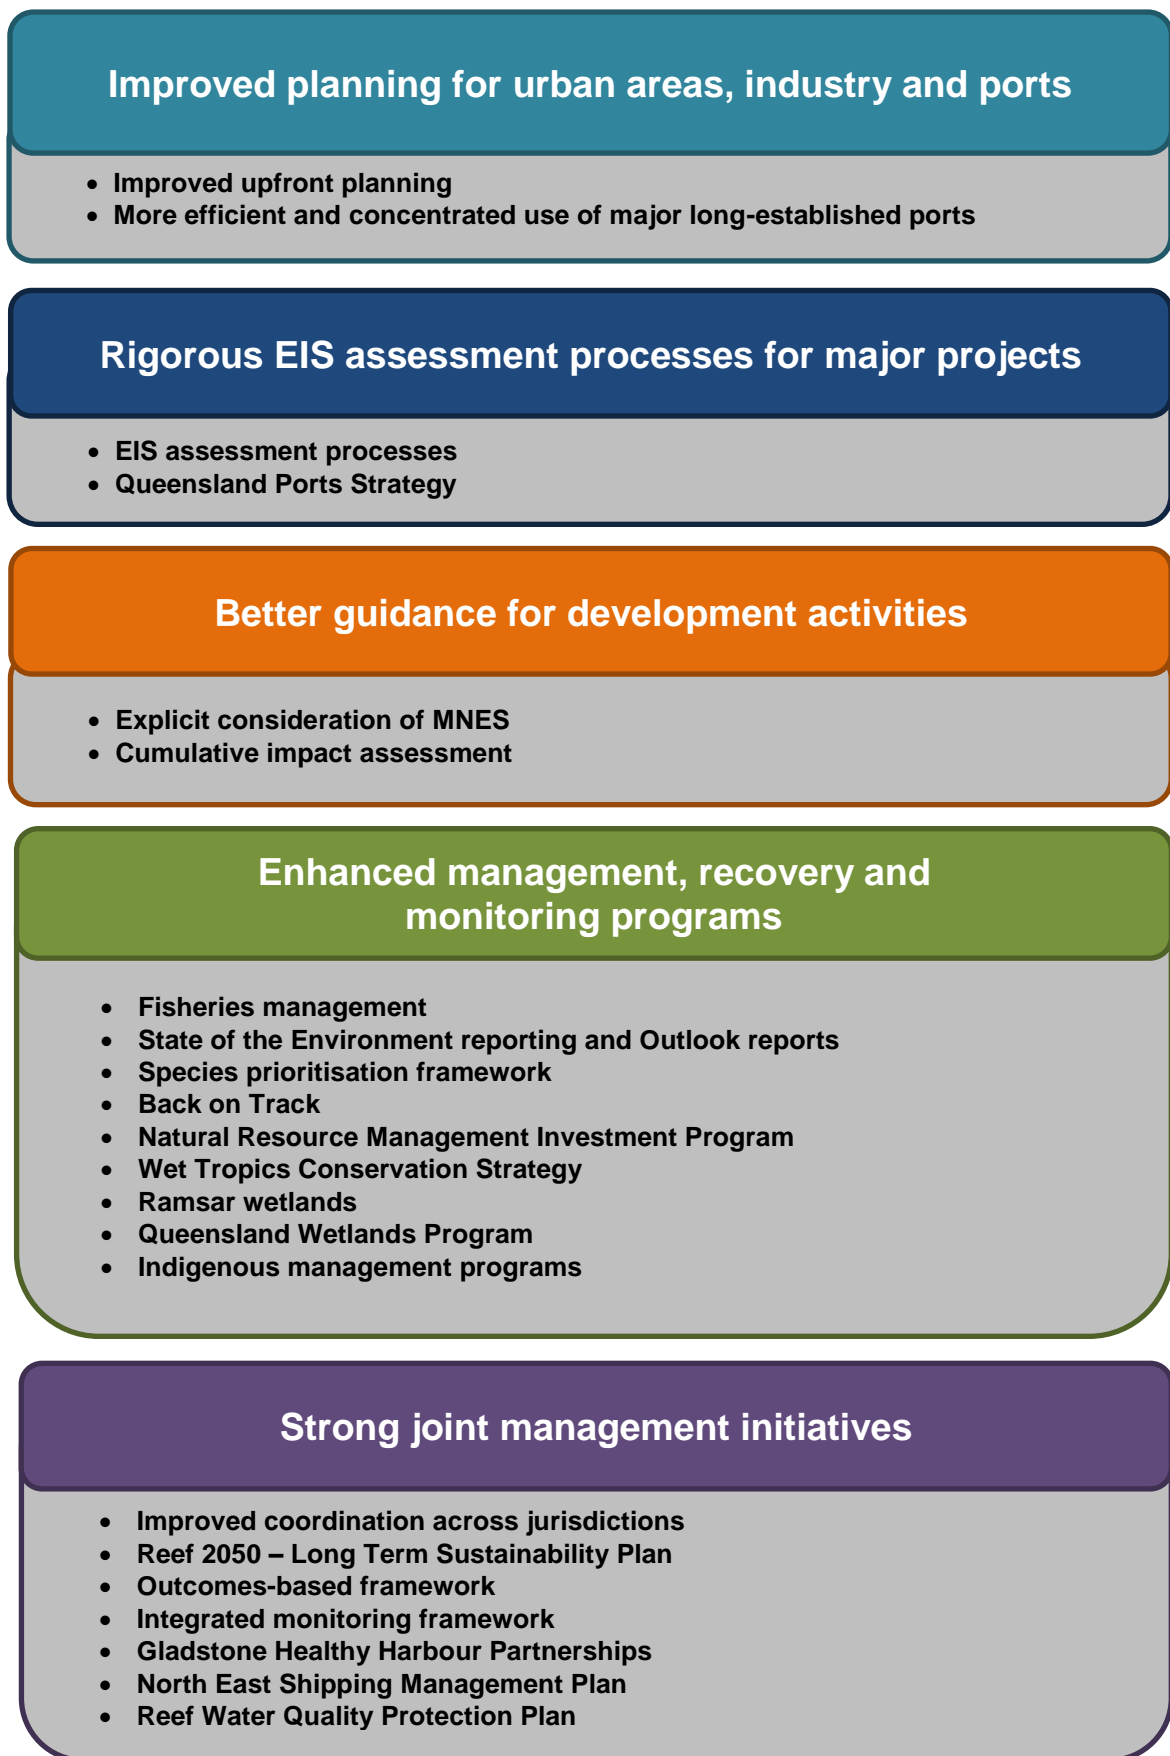 Improved planning for urban areas, industry and ports
• Improved upfront planning
• More efficient and concentrated use of major long-established ports
Rigorous EIS assessment processes for major projects
• EIS assessment processes
• Queensland Ports Strategy
Better guidance for development activities
• Explicit consideration of MNES
• Cumulative impact assessment
Enhanced management, recovery and
monitoring programs
• Fisheries management
• State of the Environment reporting and Outlook reports
• Species prioritisation framework
• Back on Track
• Natural Resource Management Investment Program
• Wet Tropics Conservation Strategy
• Ramsar wetlands
• Queensland Wetlands Program
• Indigenous management programs
Strong joint management initiatives
• Improved coordination across jurisdictions
• Reef 2050 – Long Term Sustainability Plan
• Outcomes-based framework
• Integrated monitoring framework
• Gladstone Healthy Harbour Partnerships
• North East Shipping Management Plan
• Reef Water Quality Protection Plan